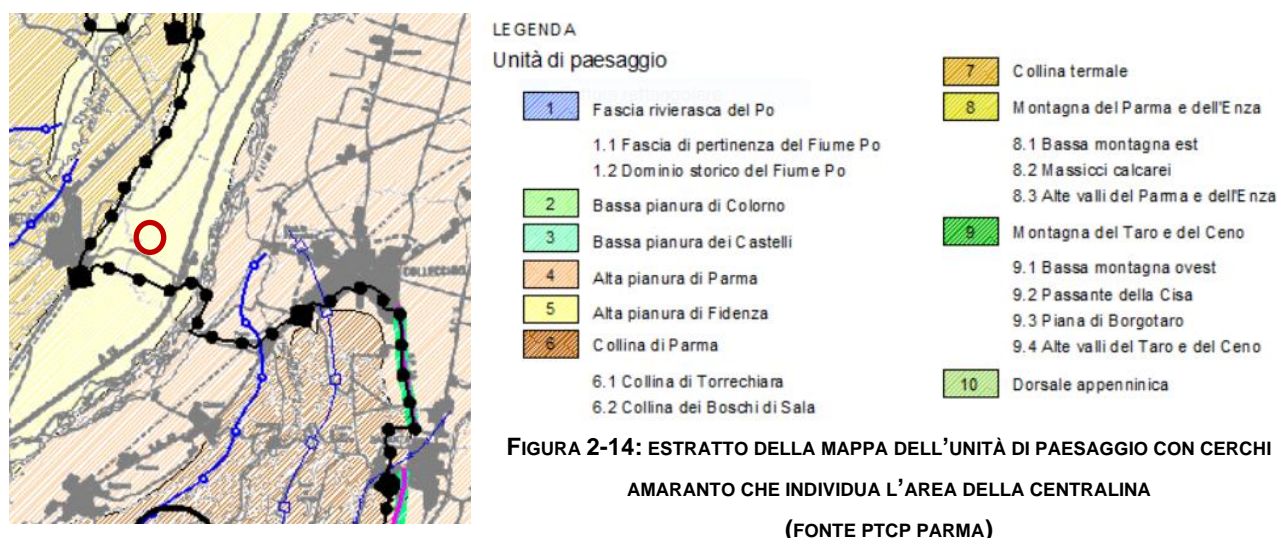 COLLECCHIO
FIUME
LEGENDA
Unità di paesaggio
1 Fascia rivierasca del Po
1.1 Fascia di pertinenza del Fiume Po
1.2 Dominio storico del Fiume Po
2 Bassa pianura di Colorno
3 Bassa pianura dei Castelli
4 Alta pianura di Parma
5 Alta pianura di Fidenza
6 Collina di Parma
6.1 Collina di Torrechiara
6.2 Collina dei Boschi di Sala
7 Collina termale
8 Montagna del Parma e dell'Enza
8.1 Bassa montagna est
8.2 Massicci calcarei
8.3 Alte valli del Parma e dell'Enza
9 Montagna del Taro e del Ceno
9.1 Bassa montagna ovest
9.2 Passante della Cisa
9.3 Piana di Borgotaro
9.4 Alte valli del Taro e del Ceno
10 Dorsale appenninica
FIGURA 2-14: ESTRATTO DELLA MAPPA DELL'UNITÀ DI PAESAGGIO CON CERCHI
AMARANTO CHE INDIVIDUA L'AREA DELLA CENTRALINA
(FONTE PTCP PARMA)